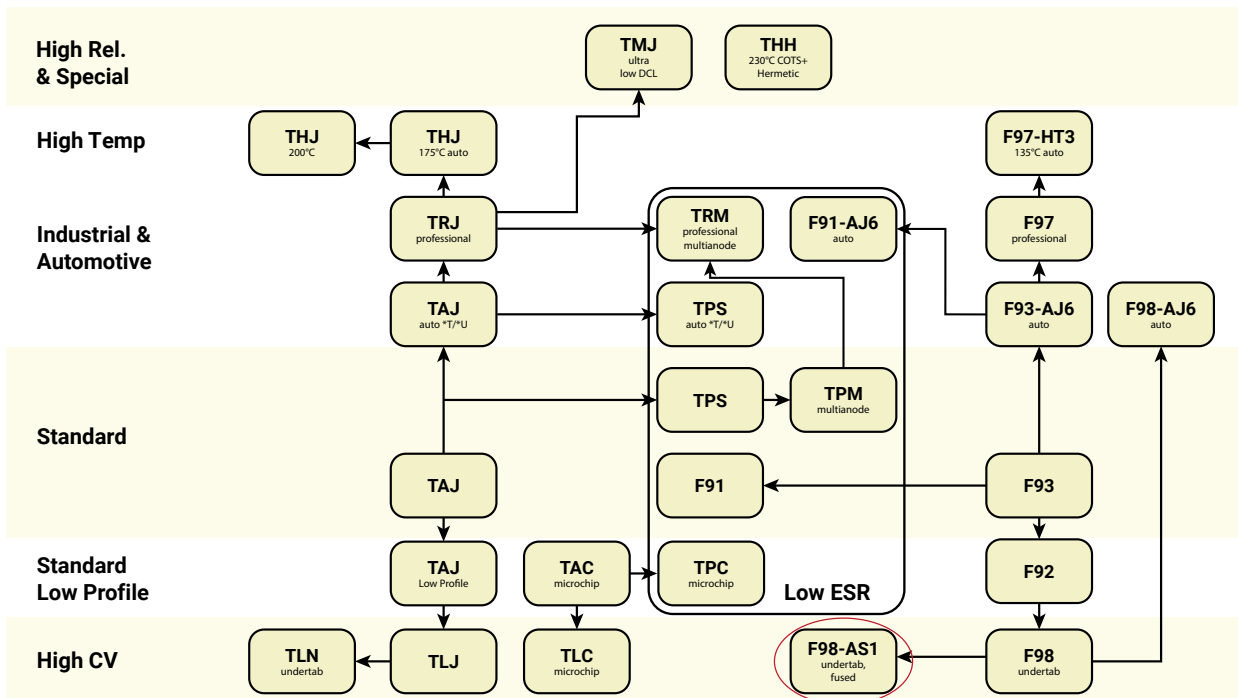 High Rel.
& Special
TMJ
ultra
low DCL
THH
230°C COTS+
Hermetic
High Temp
THJ
200°C
THJ
175°C auto
F97-HT3
135°C auto
Industrial &
Automotive
TRJ
professional
TRM
professional
multianode
F91-AJ6
auto
F97
professional
TAJ
auto *T/*U
TPS
auto *T/*U
F93-AJ6
auto
F98-AJ6
auto
Standard
TPS
TPM
multianode
TAJ
F91
F93
Standard
Low Profile
TAJ
Low Profile
TAC
microchip
TPC
microchip
Low ESR
F92
High CV
TLN
undertab
TLJ
TLC
microchip
F98-AS1
undertab,
fused
F98
undertab